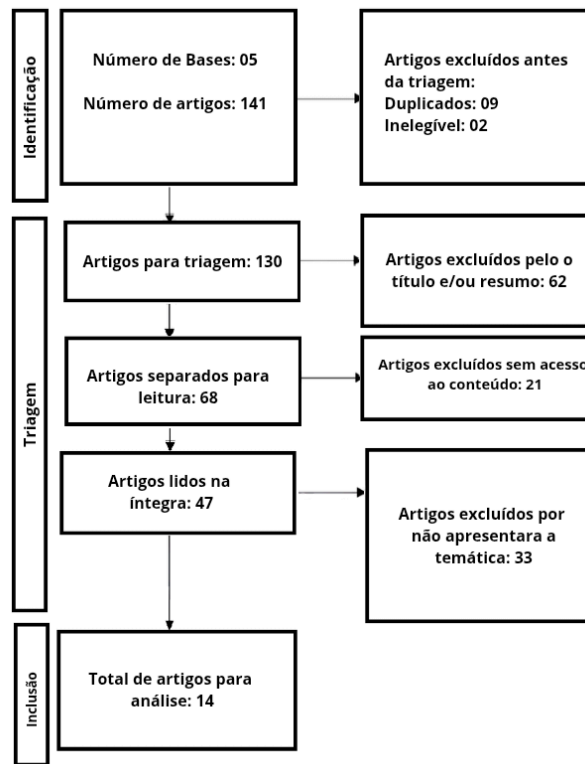 Identificação
Número de Bases: 05
Número de artigos: 141
Artigos excluídos antes
da triagem:
Duplicados: 09
Inelegível: 02
Triagem
Artigos para triagem: 130
Artigos excluídos pelo o
título e/ou resumo: 62
Artigos separados para
leitura: 68
Artigos excluídos sem acesso
ao conteúdo: 21
Artigos lidos na
íntegra: 47
Artigos excluídos por
não apresentara a
temática: 33
Inclusão
Total de artigos para
análise: 14